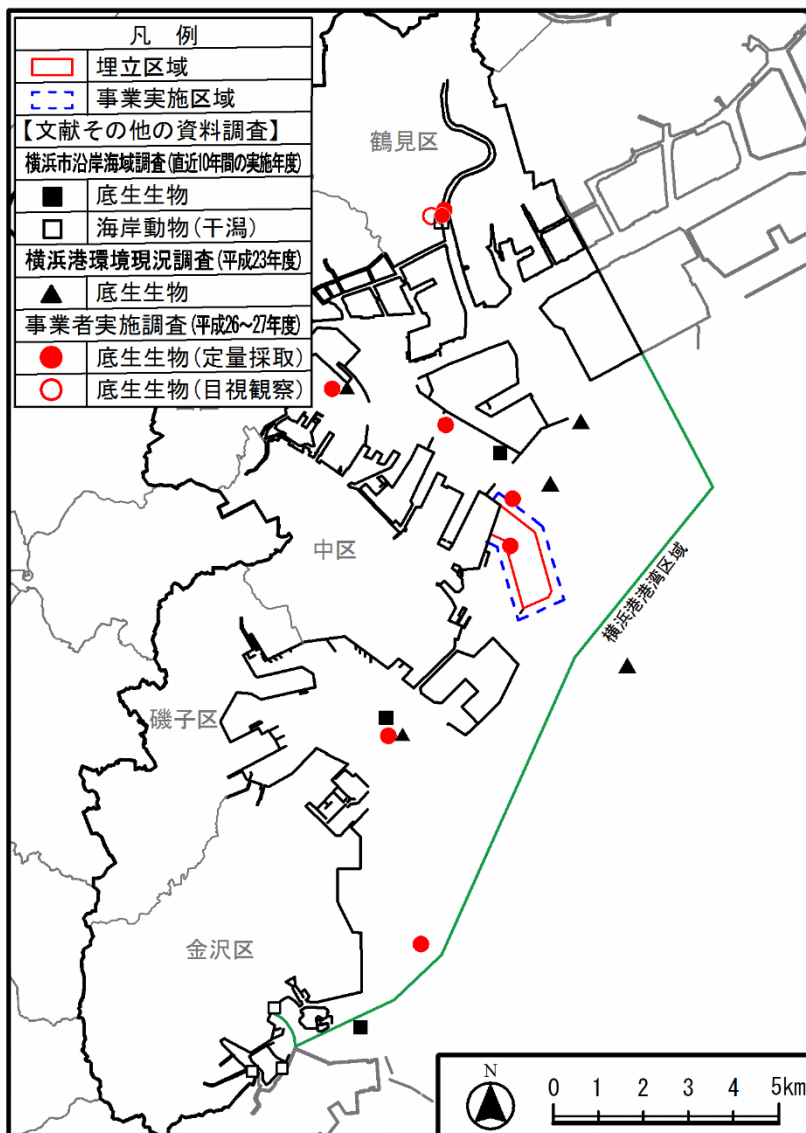 凡 例
埋立区域
事業実施区域
【文献その他の資料調査】
横浜市沿岸海域調査(直近10年間の実施年度)
底生生物
海岸動物(干潟)
横浜港環境現況調査(平成23年度)
底生生物
事業者実施調査(平成26～27年度)
底生生物(定量採取)
底生生物(目視観察)
鶴見区
中区
横浜港港湾区域
磯子区
金沢区
N
0 1 2 3 4 5km